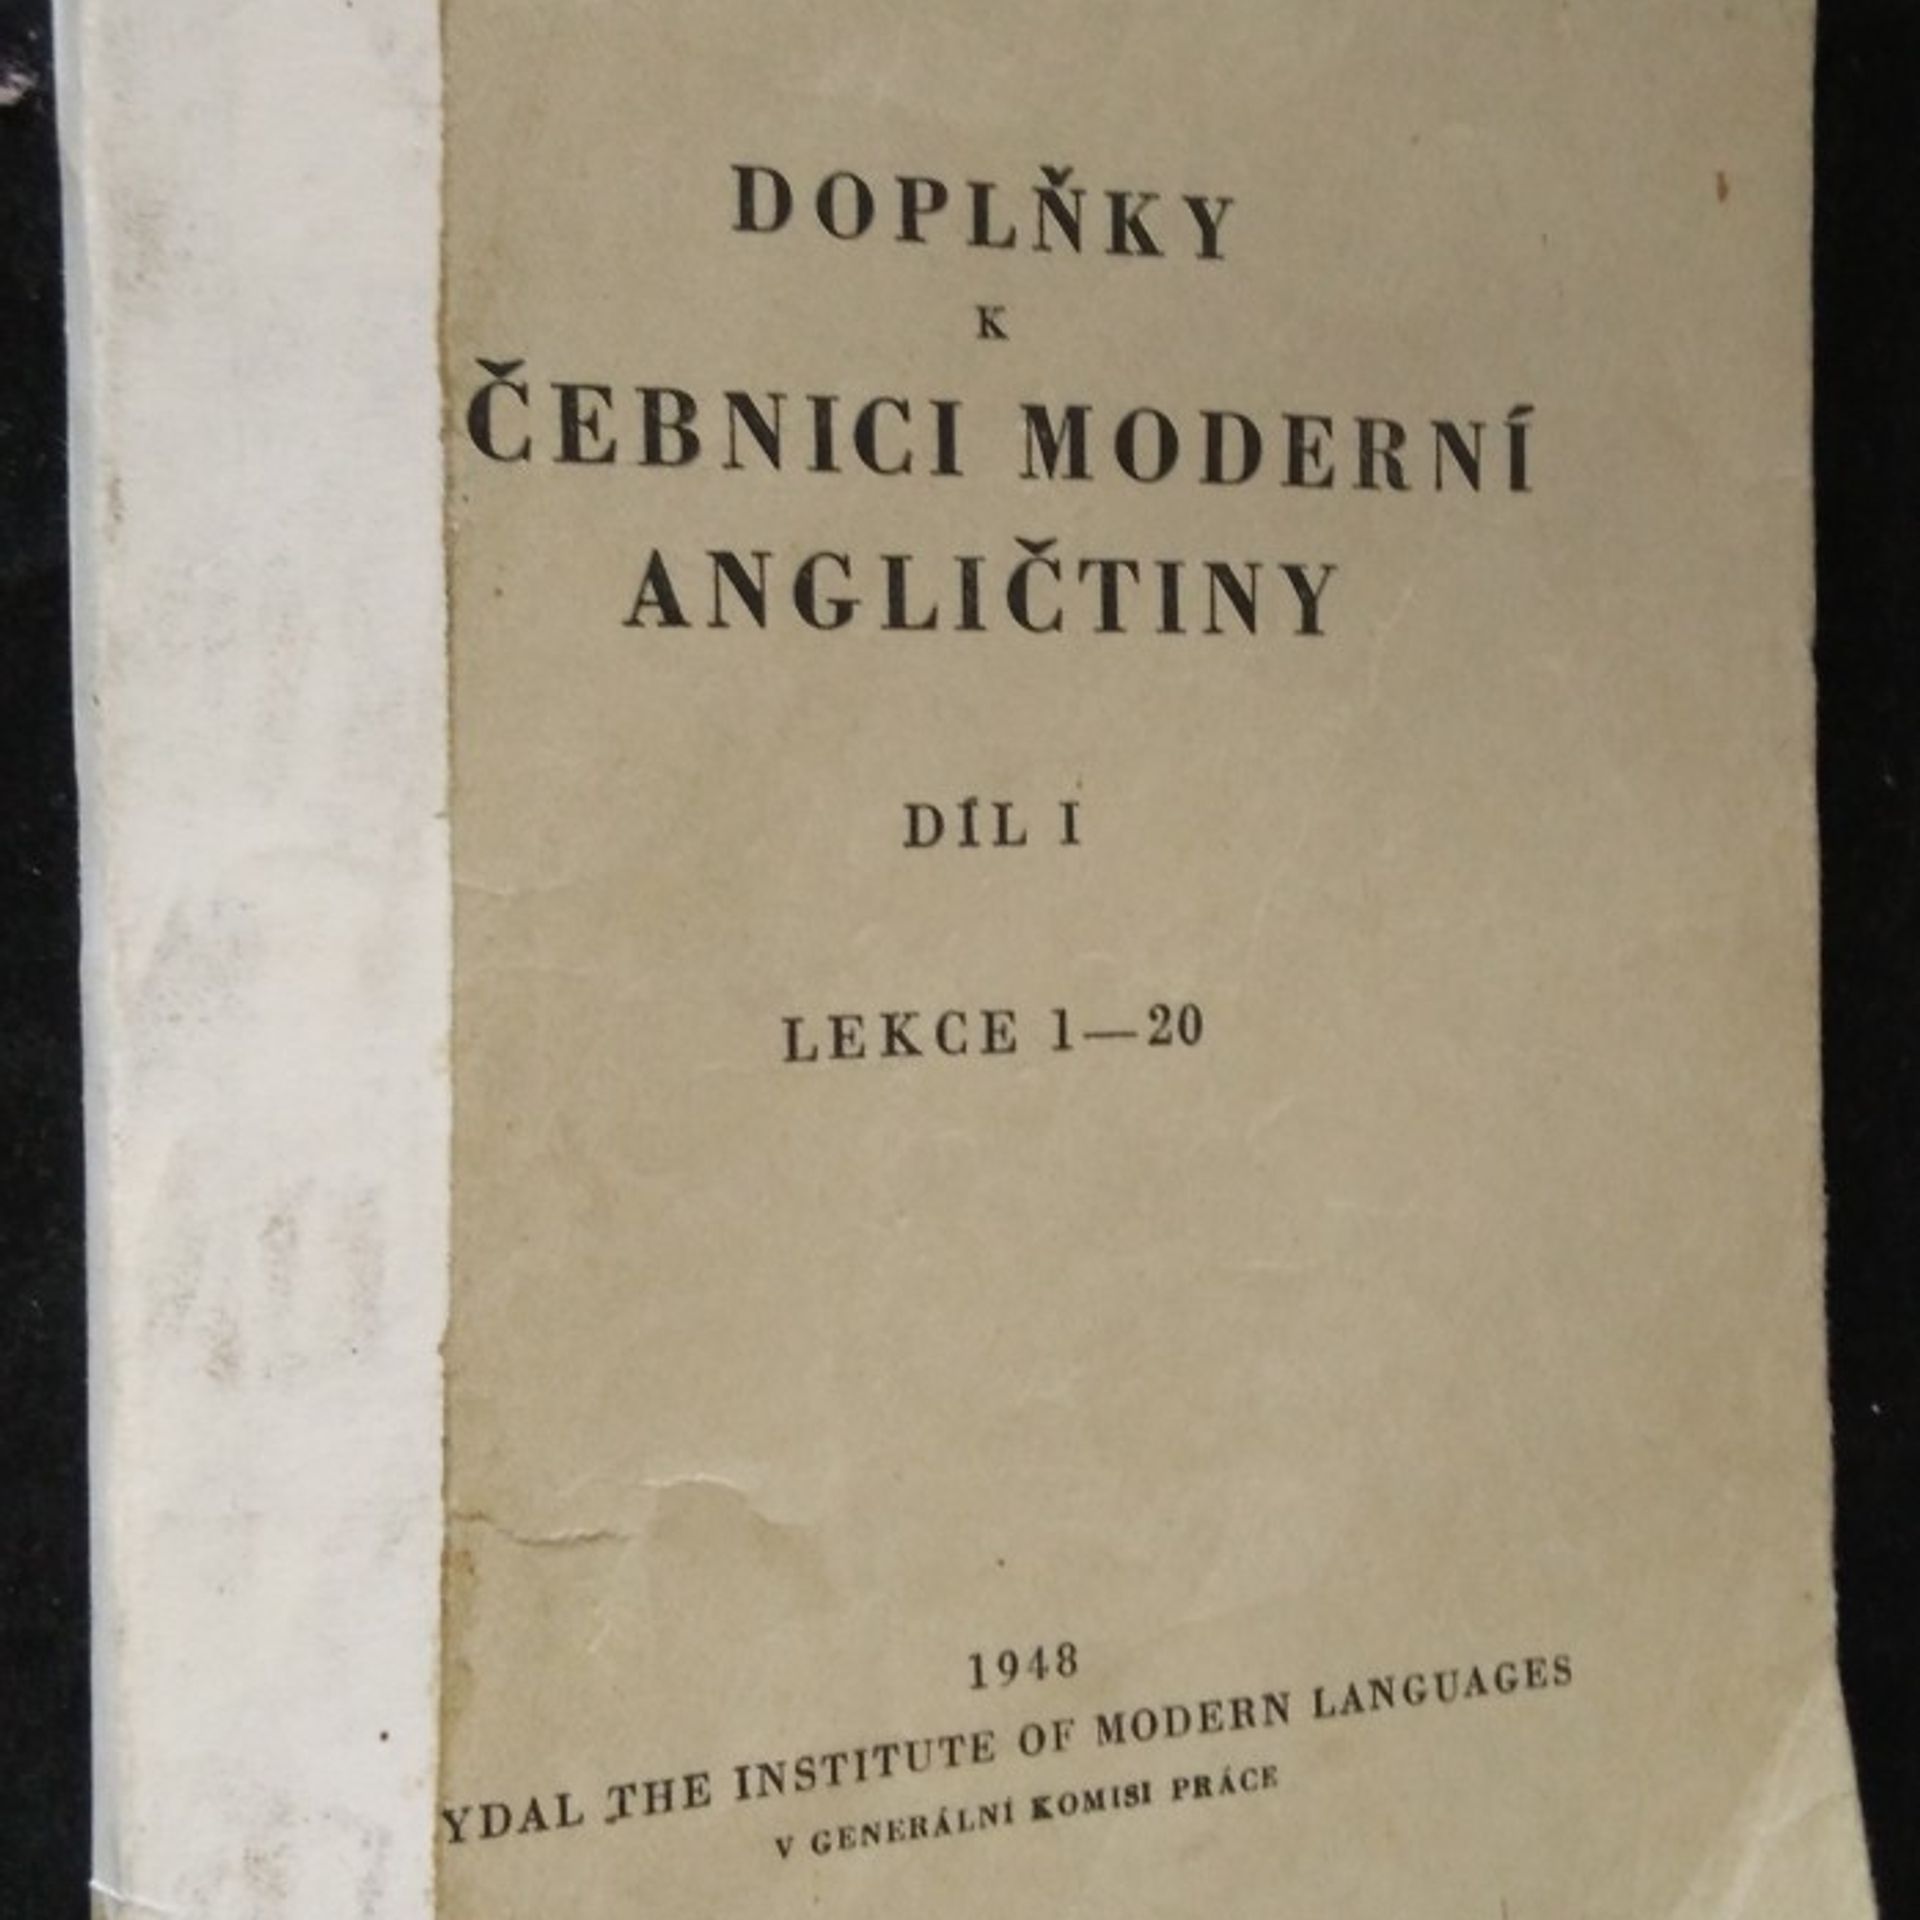 DOPLŇKY
K
ČEBNICI MODERNÍ
ANGLIČTINY
DÍL I
LEKCE 1—20
1948
YDAL THE INSTITUTE OF MODERN LANGUAGES
V GENERÁLNÍ KOMISI PRÁCE